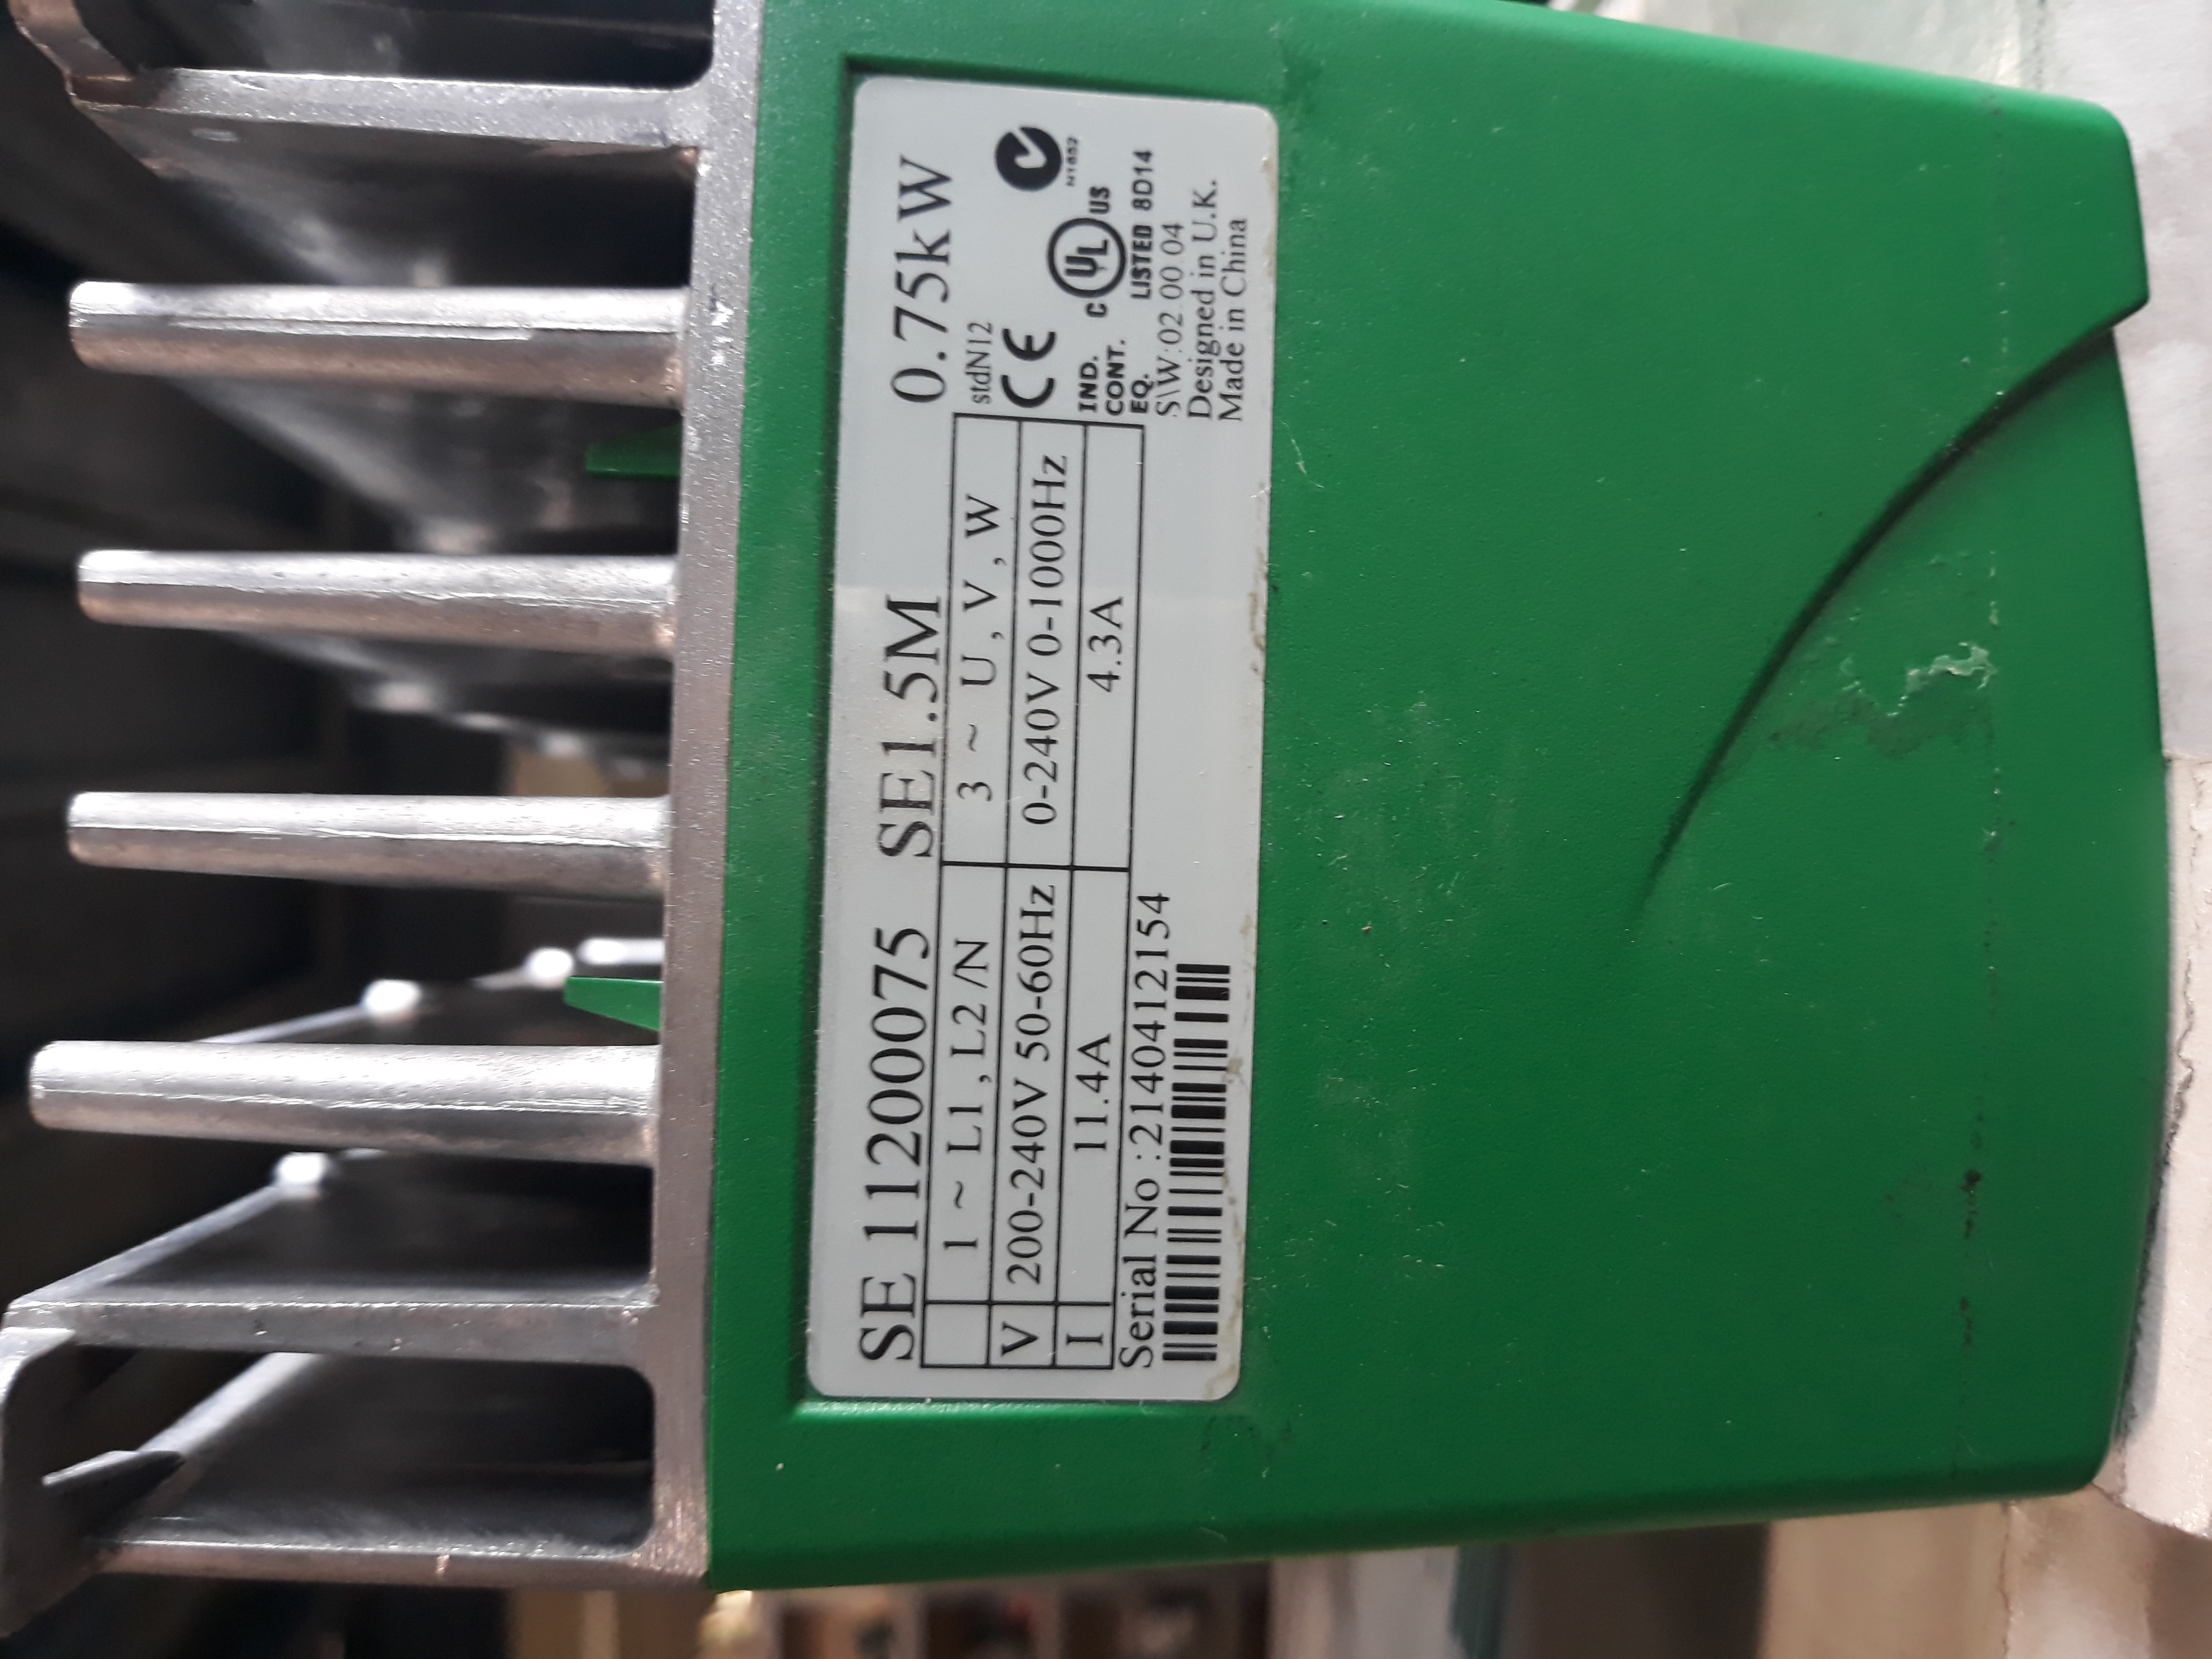 SE 11200075 SE1.5M 0.75kW
1 ~ L1 , L2 /N 3 ~ U , V , W
V 200-240V 50-60Hz 0-240V 0-1000Hz
I 11.4A 4.3A
Serial No :2140412154
stdN12
CE
N1652
C UL US
IND.
CONT.
EQ. LISTED 8D14
S\W:02 00 04
Designed in U.K.
Made in China